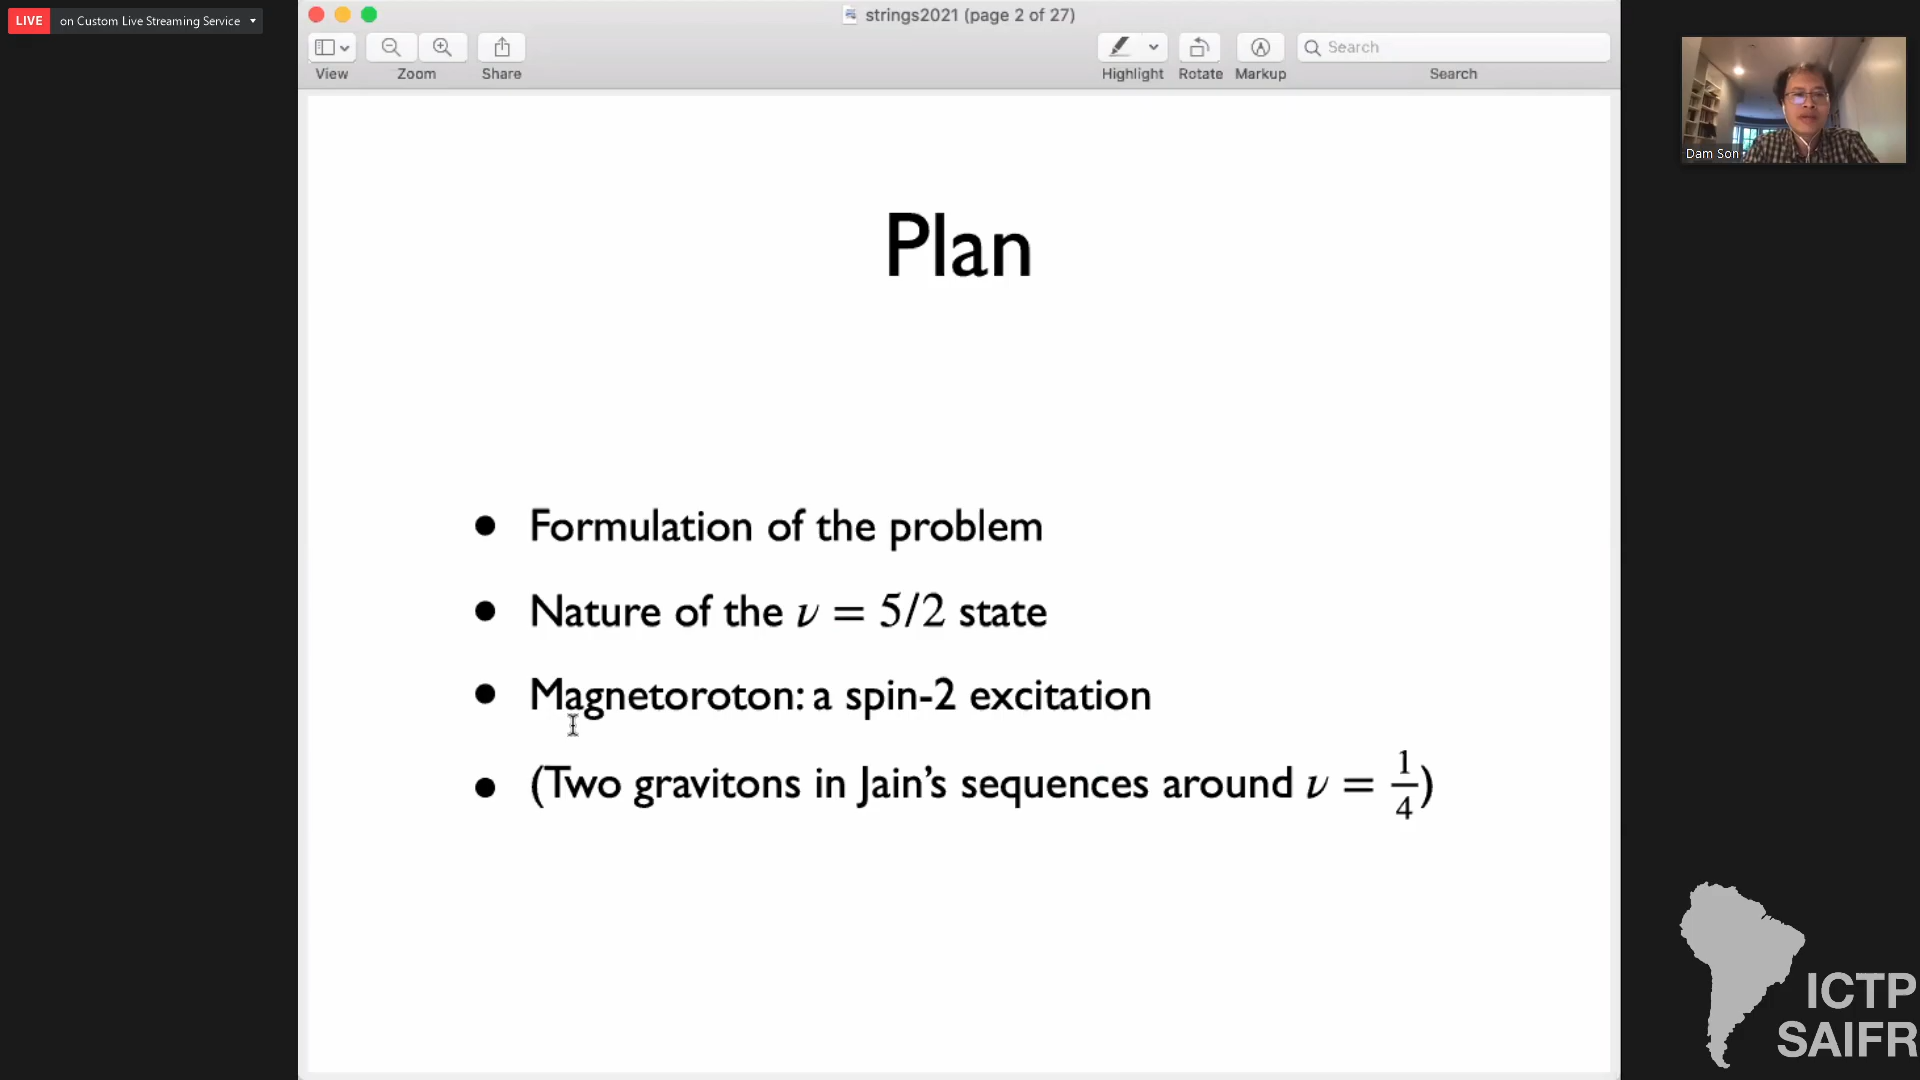 LIVE on Custom Live Streaming Service
strings2021 (page 2 of 27)
Search
View Zoom Share Highlight Rotate Markup Search
Dam Son
Plan
• Formulation of the problem
• Nature of the ν = 5/2 state
• Magnetoroton: a spin-2 excitation
• (Two gravitons in Jain's sequences around ν = 1/4)
ICTP
SAIFR